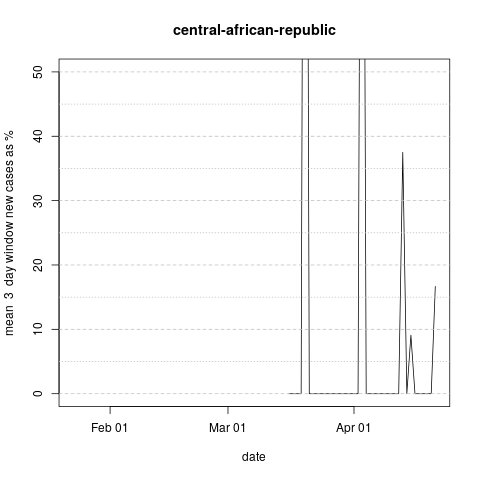 central-african-republic
mean 3 day window new cases as %
50
40
30
20
10
0
Feb 01
Mar 01
Apr 01
date